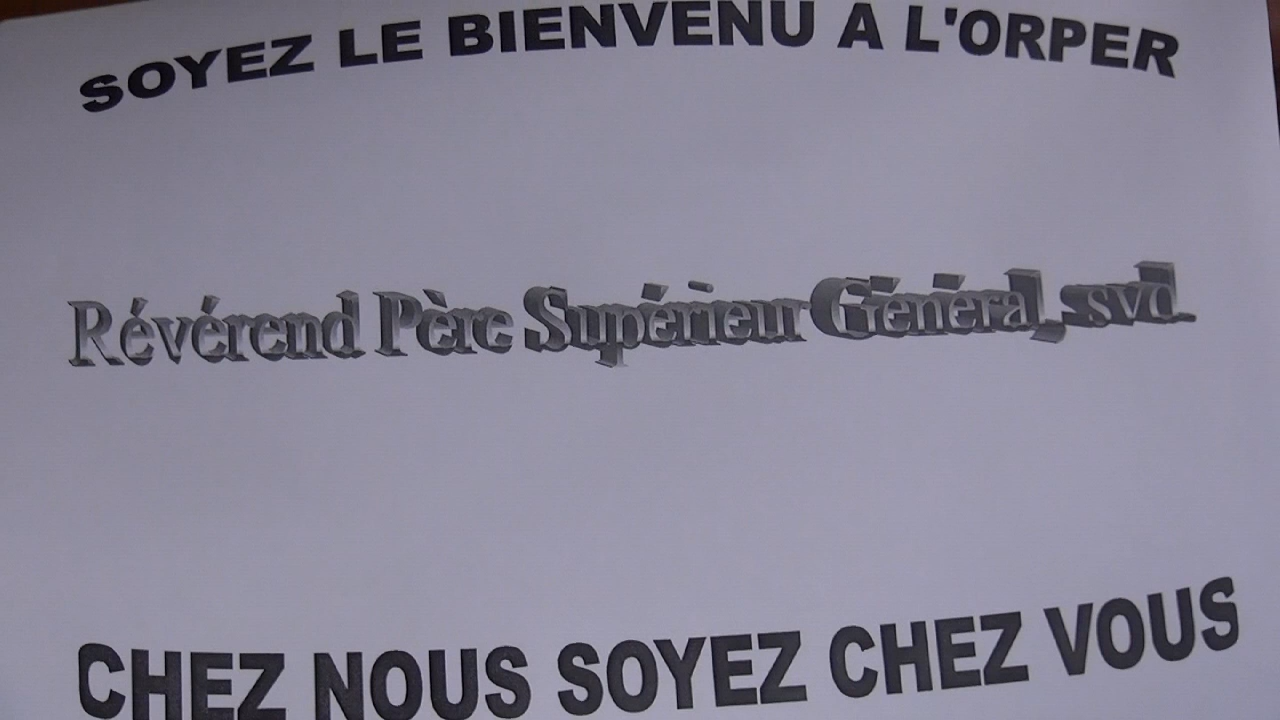 SOYEZ LE BIENVENU A L'ORPER
Révérend Père Supérieur Général, svd.
CHEZ NOUS SOYEZ CHEZ VOUS